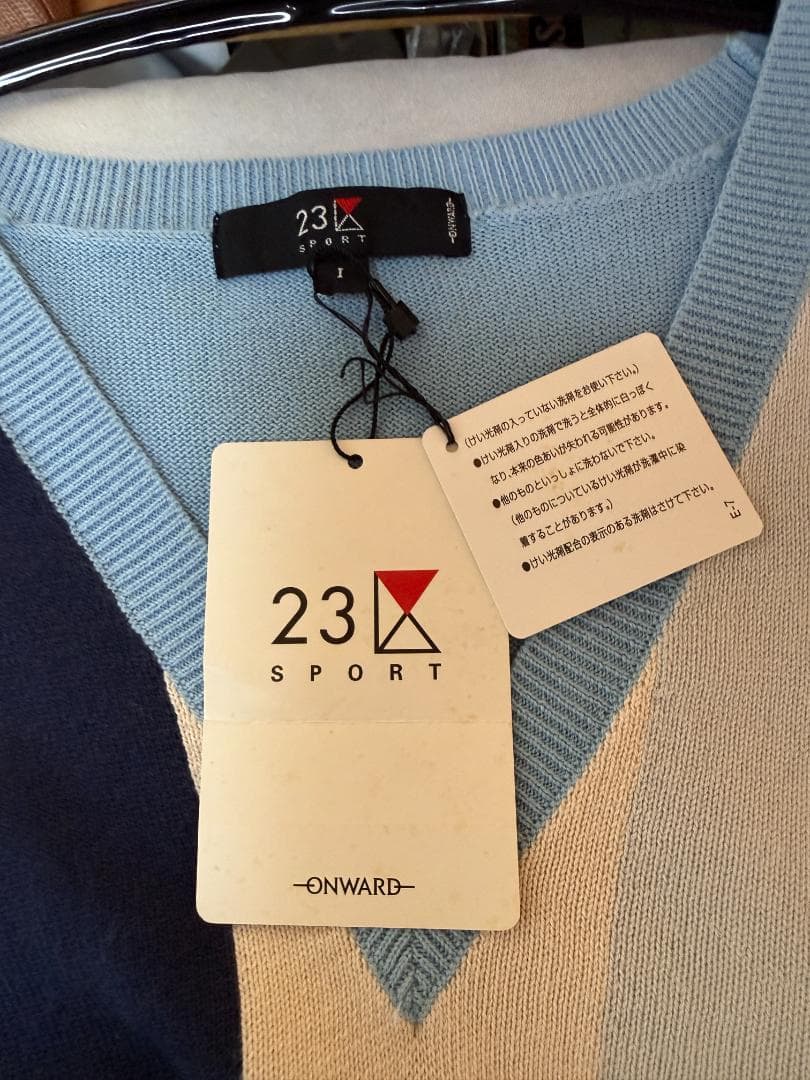 23
SPORT
ONWARD
I
(けい光剤の入っていない洗剤をお使い下さい。)
●けい光剤入りの洗剤で洗うと全体的に白っぽく
なり、本来の色あいが失われる可能性があります。
●他のものといっしょに洗わないで下さい。
(他のものについているけい光剤が洗濯中に染
着することがあります。)
●けい光剤配合の表示のある洗剤はさけて下さい。
E-7
23
SPORT
ONWARD